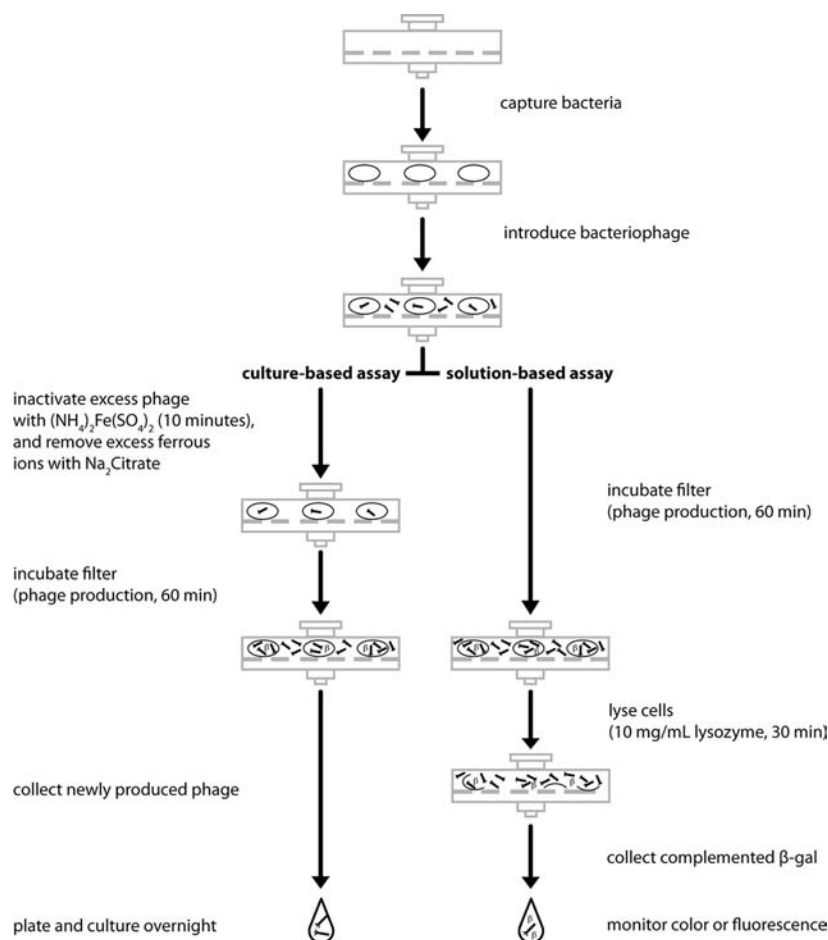 capture bacteria
introduce bacteriophage
culture-based assay
solution-based assay
inactivate excess phage
with (NH₄)₂Fe(SO₄)₂ (10 minutes),
and remove excess ferrous
ions with Na₂Citrate
incubate filter
(phage production, 60 min)
incubate filter
(phage production, 60 min)
β β β
β β β
lyse cells
(10 mg/mL lysozyme, 30 min)
β β β
collect newly produced phage
collect complemented β-gal
plate and culture overnight
β
β
monitor color or fluorescence